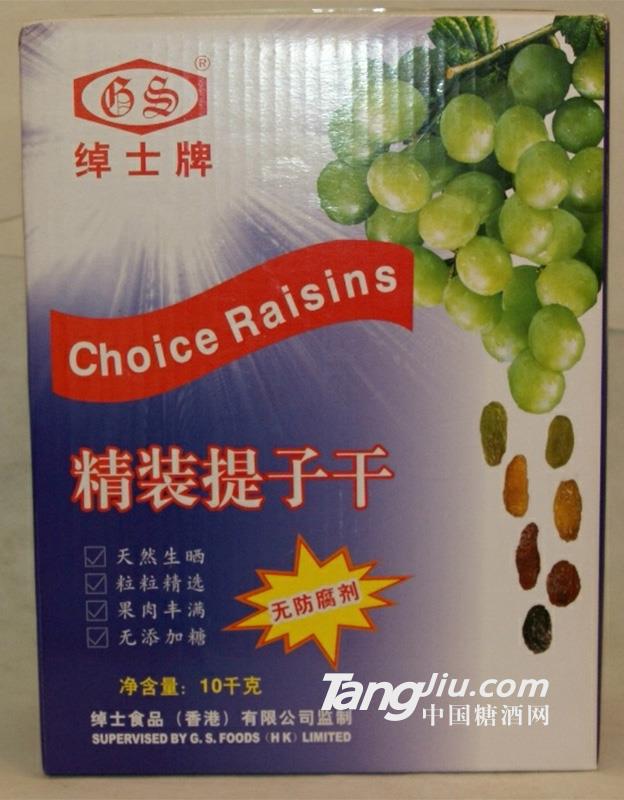 GS®
绰士牌
Choice Raisins
精装提子干
天然生晒
粒粒精选
果肉丰满
无添加糖
无防腐剂
净含量：10千克
绰士食品（香港）有限公司监制
SUPERVISED BY G. S. FOODS (HK) LIMITED
TangJiu.com
中国糖酒网